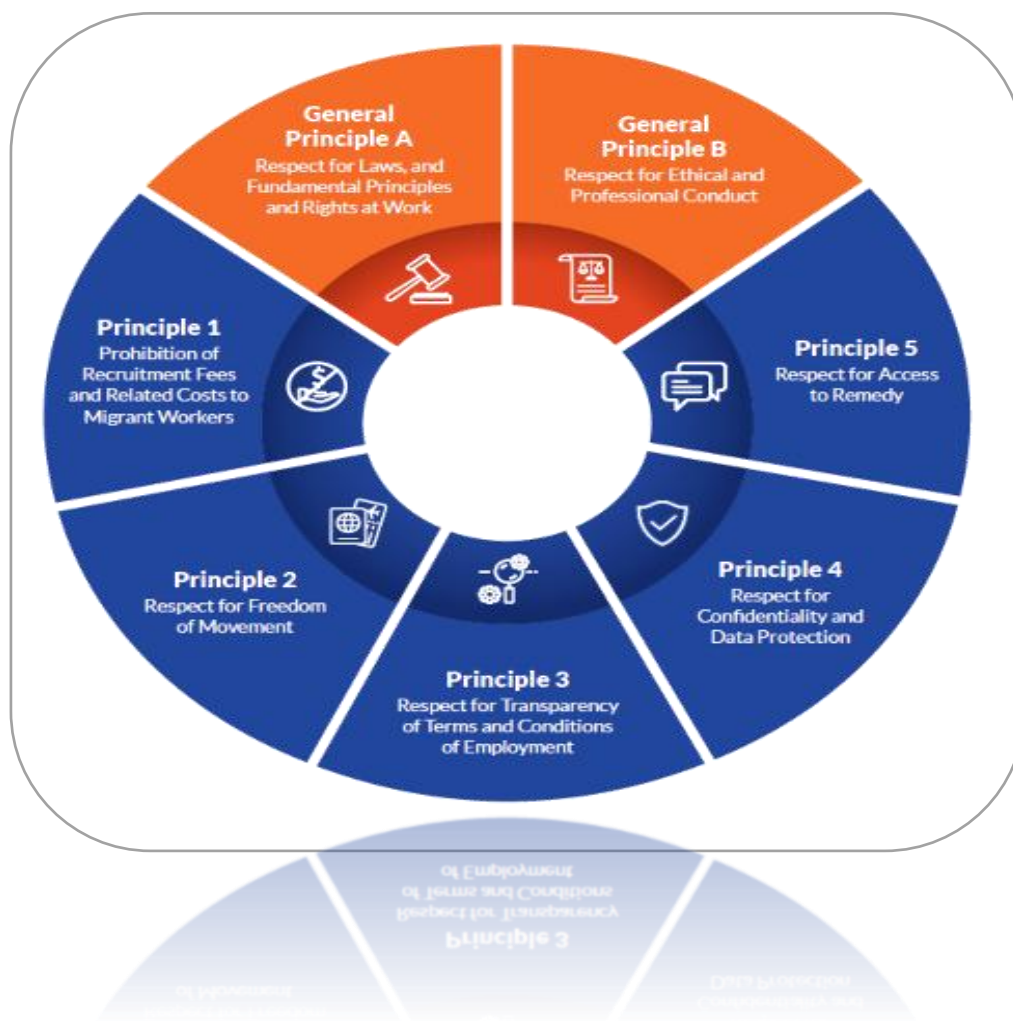 General
Principle A
Respect for Laws, and
Fundamental Principles
and Rights at Work
General
Principle B
Respect for Ethical and
Professional Conduct
Principle 1
Prohibition of
Recruitment Fees
and Related Costs to
Migrant Workers
Principle 5
Respect for Access
to Remedy
Principle 2
Respect for Freedom
of Movement
Principle 4
Respect for
Confidentiality and
Data Protection
Principle 3
Respect for Transparency
of Terms and Conditions
of Employment